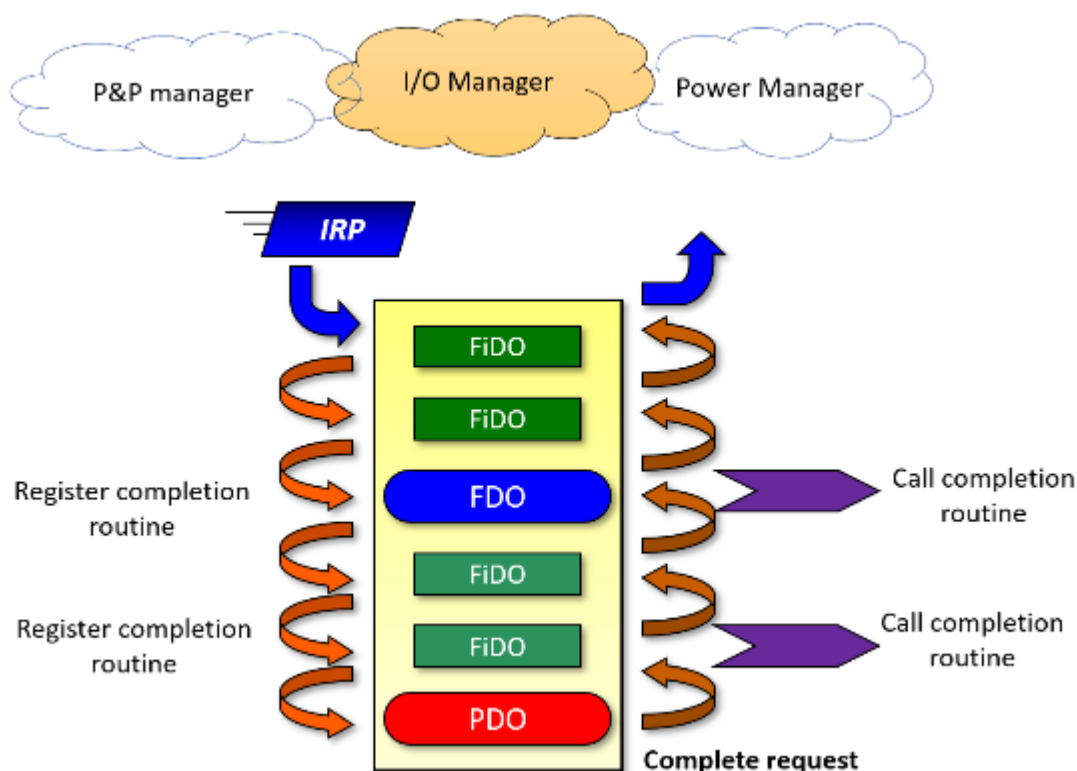 P&P manager
I/O Manager
Power Manager
IRP
FiDO
FiDO
Register completion
routine
FDO
Call completion
routine
FiDO
Register completion
routine
FiDO
Call completion
routine
PDO
Complete request